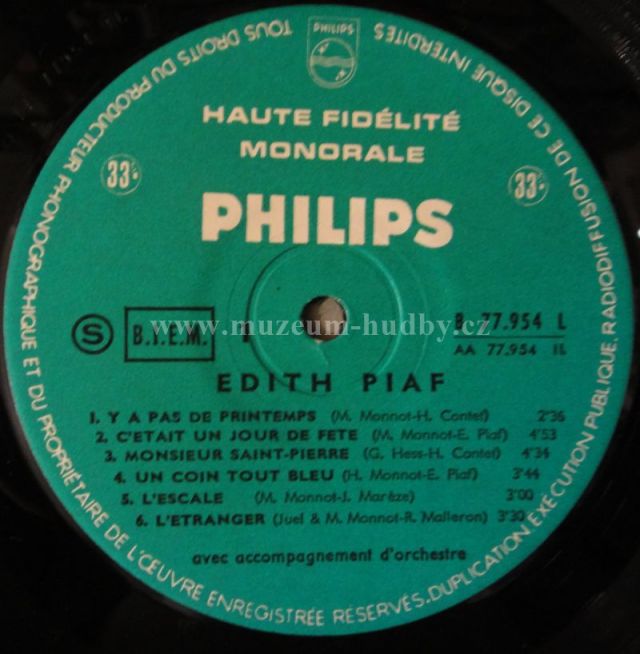 TOUS DROITS DU PRODUCTEUR PHONOGRAPHIQUE ET DU PROPRIÉTAIRE DE L'ŒUVRE ENREGISTRÉE RÉSERVÉS. DUPLICATION EXÉCUTION PUBLIQUE, RADIODIFFUSION DE CE DISQUE INTERDITES
PHILIPS
HAUTE FIDÉLITÉ
MONORALE
33 33
PHILIPS
www.muzeum-hudby.cz
S B.I.E.M. 1 B. 77.954 L
AA 77.954 1L
EDITH PIAF
1. Y A PAS DE PRINTEMPS (M. Monnot-H. Contet) 2'36
2. C'ETAIT UN JOUR DE FETE (M. Monnot-E. Piaf) 4'53
3. MONSIEUR SAINT-PIERRE (G. Hess-H. Contet) 4'34
4. UN COIN TOUT BLEU (H. Monnot-E. Piaf) 3'44
5. L'ESCALE (M. Monnot-J. Marèze) 3'00
6. L'ETRANGER (Juel & M. Monnot-R. Malleron) 3'30
avec accompagnement d'orchestre